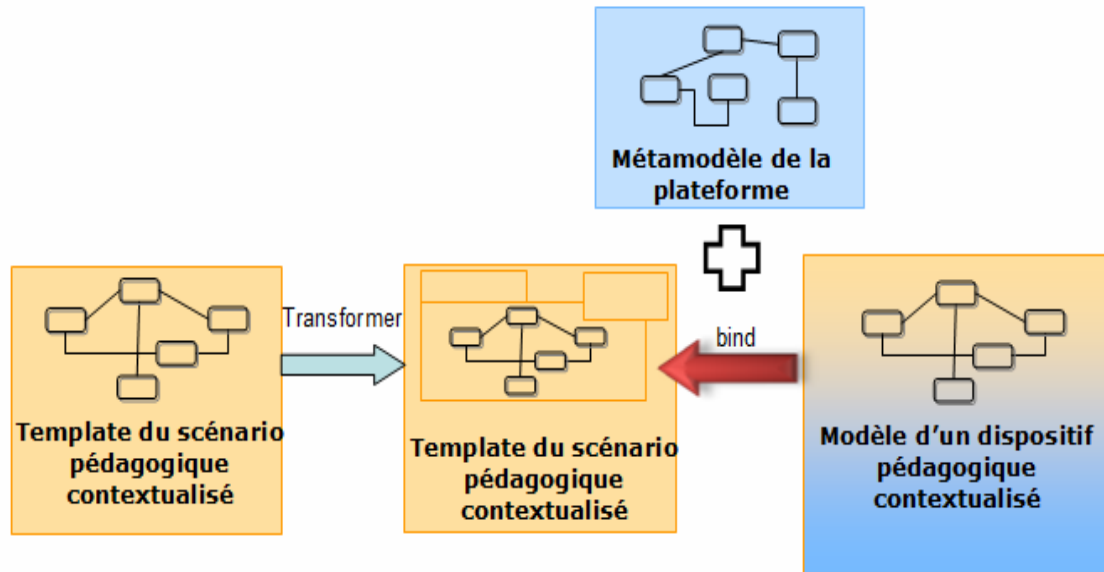 Métamodèle de la
plateforme
Transformer
bind
Template du scénario
pédagogique
contextualisé
Template du scénario
pédagogique
contextualisé
Modèle d'un dispositif
pédagogique
contextualisé